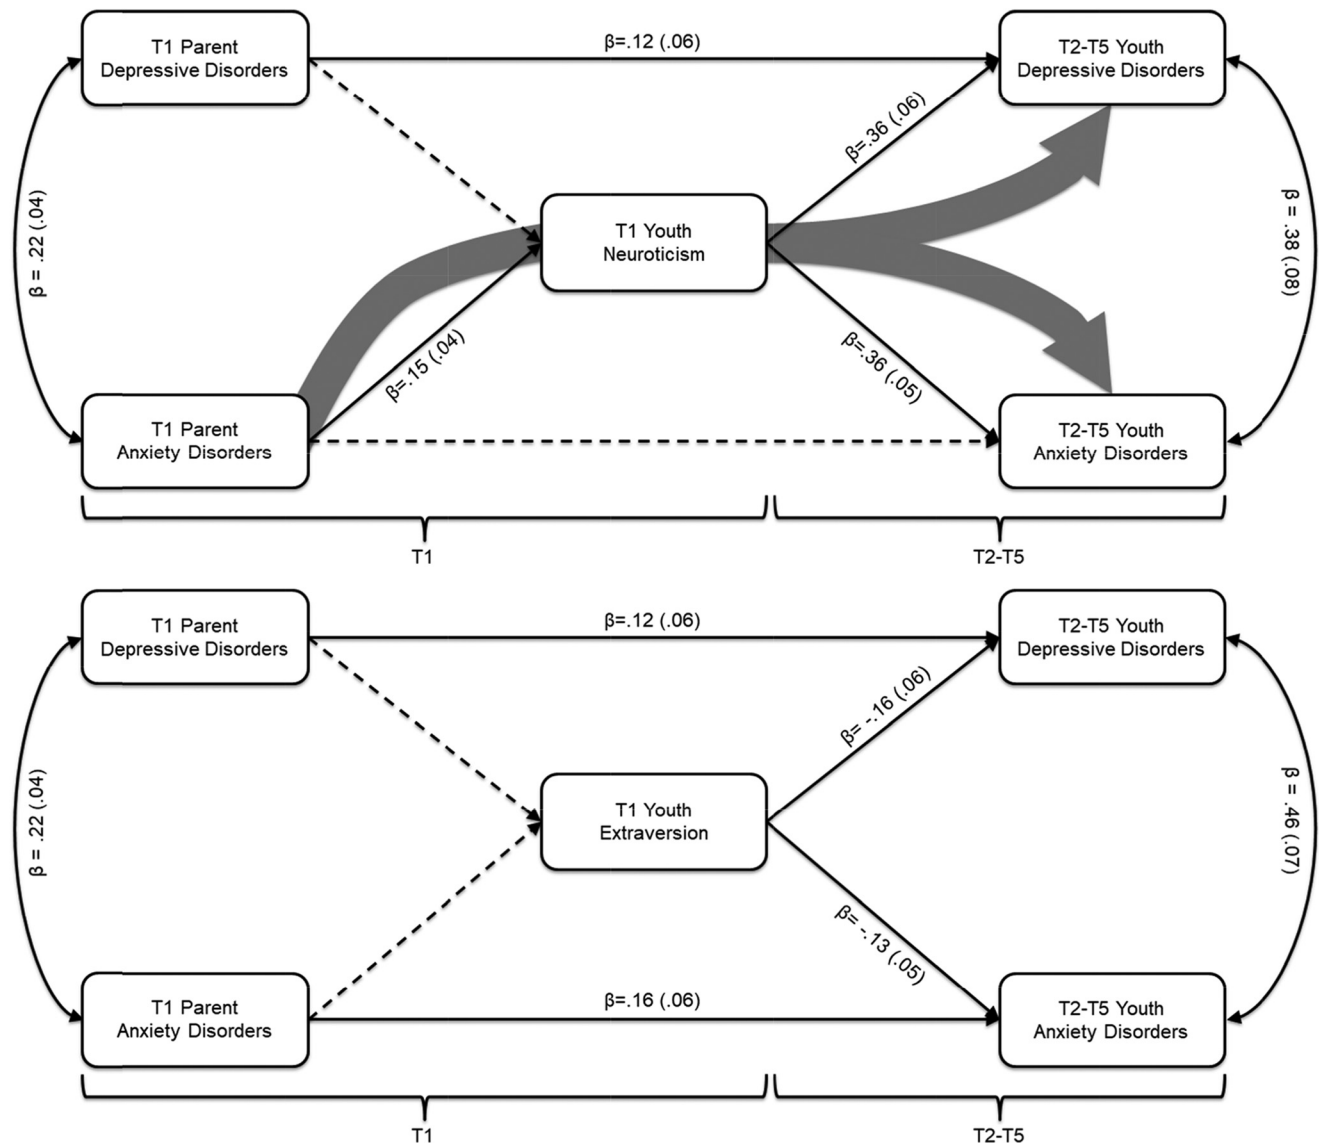 T1 Parent
Depressive Disorders
β=.12 (.06)
T2-T5 Youth
Depressive Disorders
β=.36 (.06)
β = .22 (.04)
T1 Youth
Neuroticism
β = .38 (.08)
β=.15 (.04)
β=.36 (.05)
T1 Parent
Anxiety Disorders
T2-T5 Youth
Anxiety Disorders
T1
T2-T5
T1 Parent
Depressive Disorders
β=.12 (.06)
T2-T5 Youth
Depressive Disorders
β= -.16 (.06)
β = .22 (.04)
T1 Youth
Extraversion
β = .46 (.07)
β= -.13 (.05)
T1 Parent
Anxiety Disorders
β=.16 (.06)
T2-T5 Youth
Anxiety Disorders
T1
T2-T5